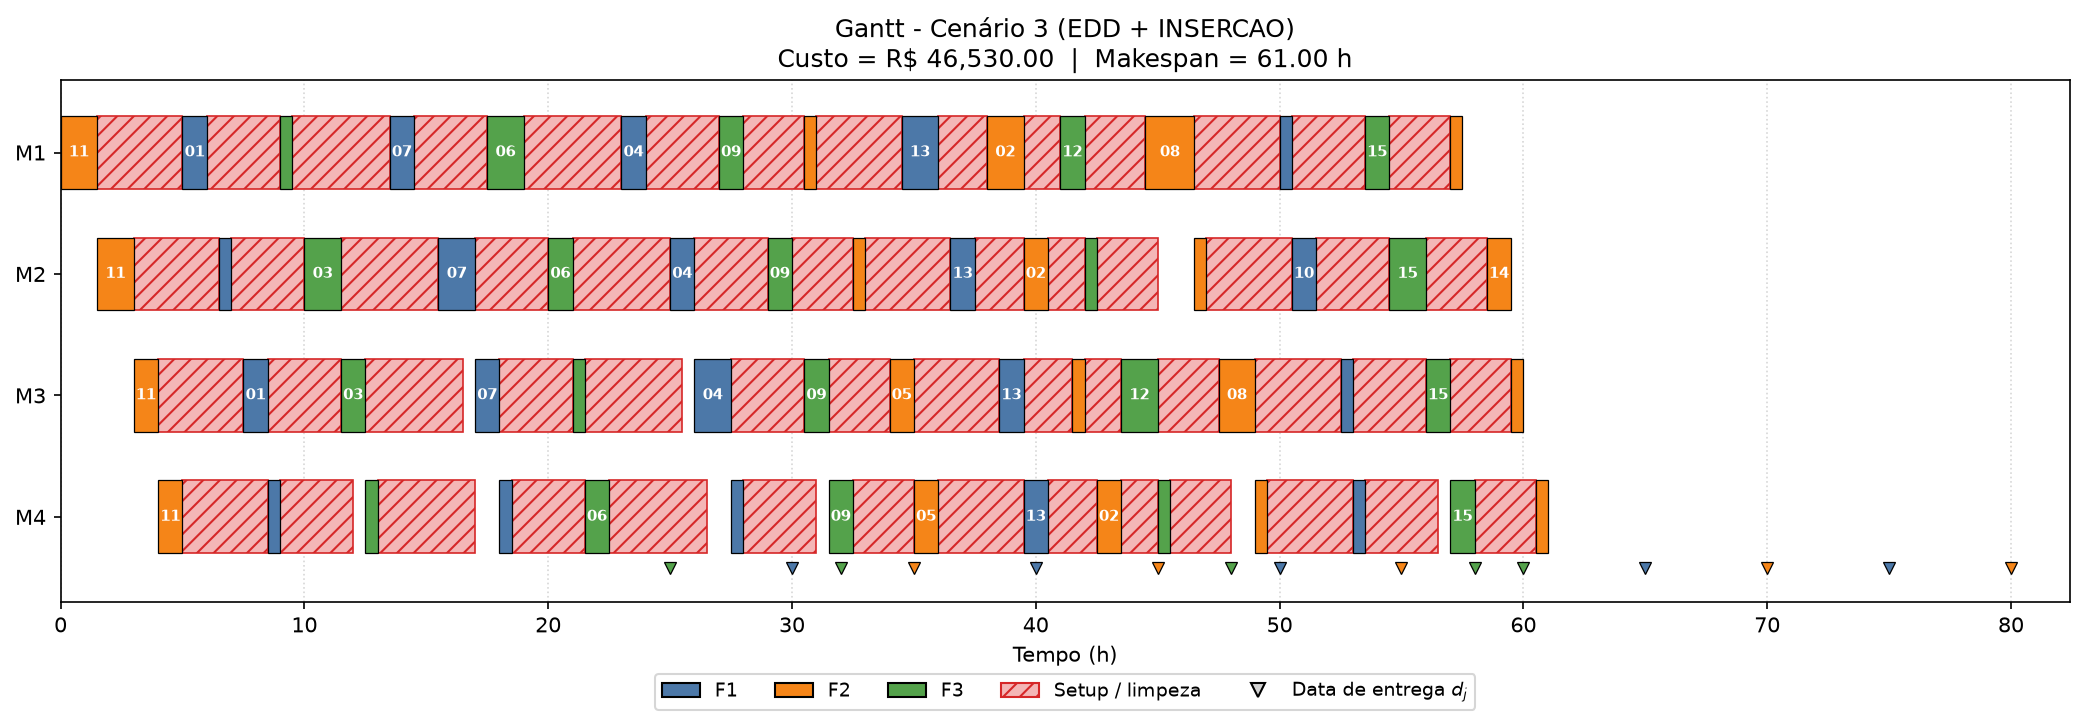 Gantt - Cenário 3 (EDD + INSERCAO)
Custo = R$ 46,530.00 | Makespan = 61.00 h
M1 11 01 07 06 04 09 13 02 12 08 15
M2 11 03 07 06 04 09 13 02 10 15 14
M3 11 01 03 07 04 09 05 13 12 08 15
M4 11 06 09 05 13 02 15
0 10 20 30 40 50 60 70 80
Tempo (h)
F1 F2 F3 Setup / limpeza Data de entrega dj